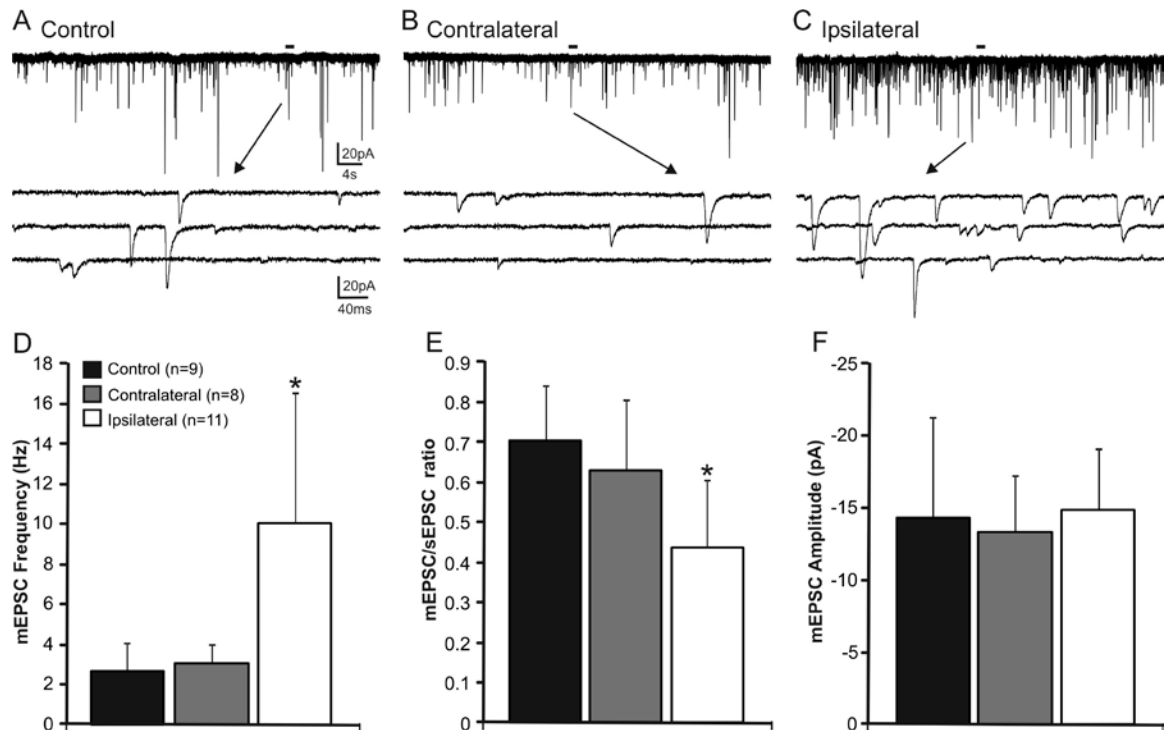 A Control
20pA
4s
20pA
40ms
B Contralateral
C Ipsilateral
D
mEPSC Frequency (Hz)
18
16
14
12
10
8
6
4
2
0
Control (n=9)
Contralateral (n=8)
Ipsilateral (n=11)
*
E
mEPSC/sEPSC ratio
0.9
0.8
0.7
0.6
0.5
0.4
0.3
0.2
0.1
0
*
F
mEPSC Amplitude (pA)
-25
-20
-15
-10
-5
0